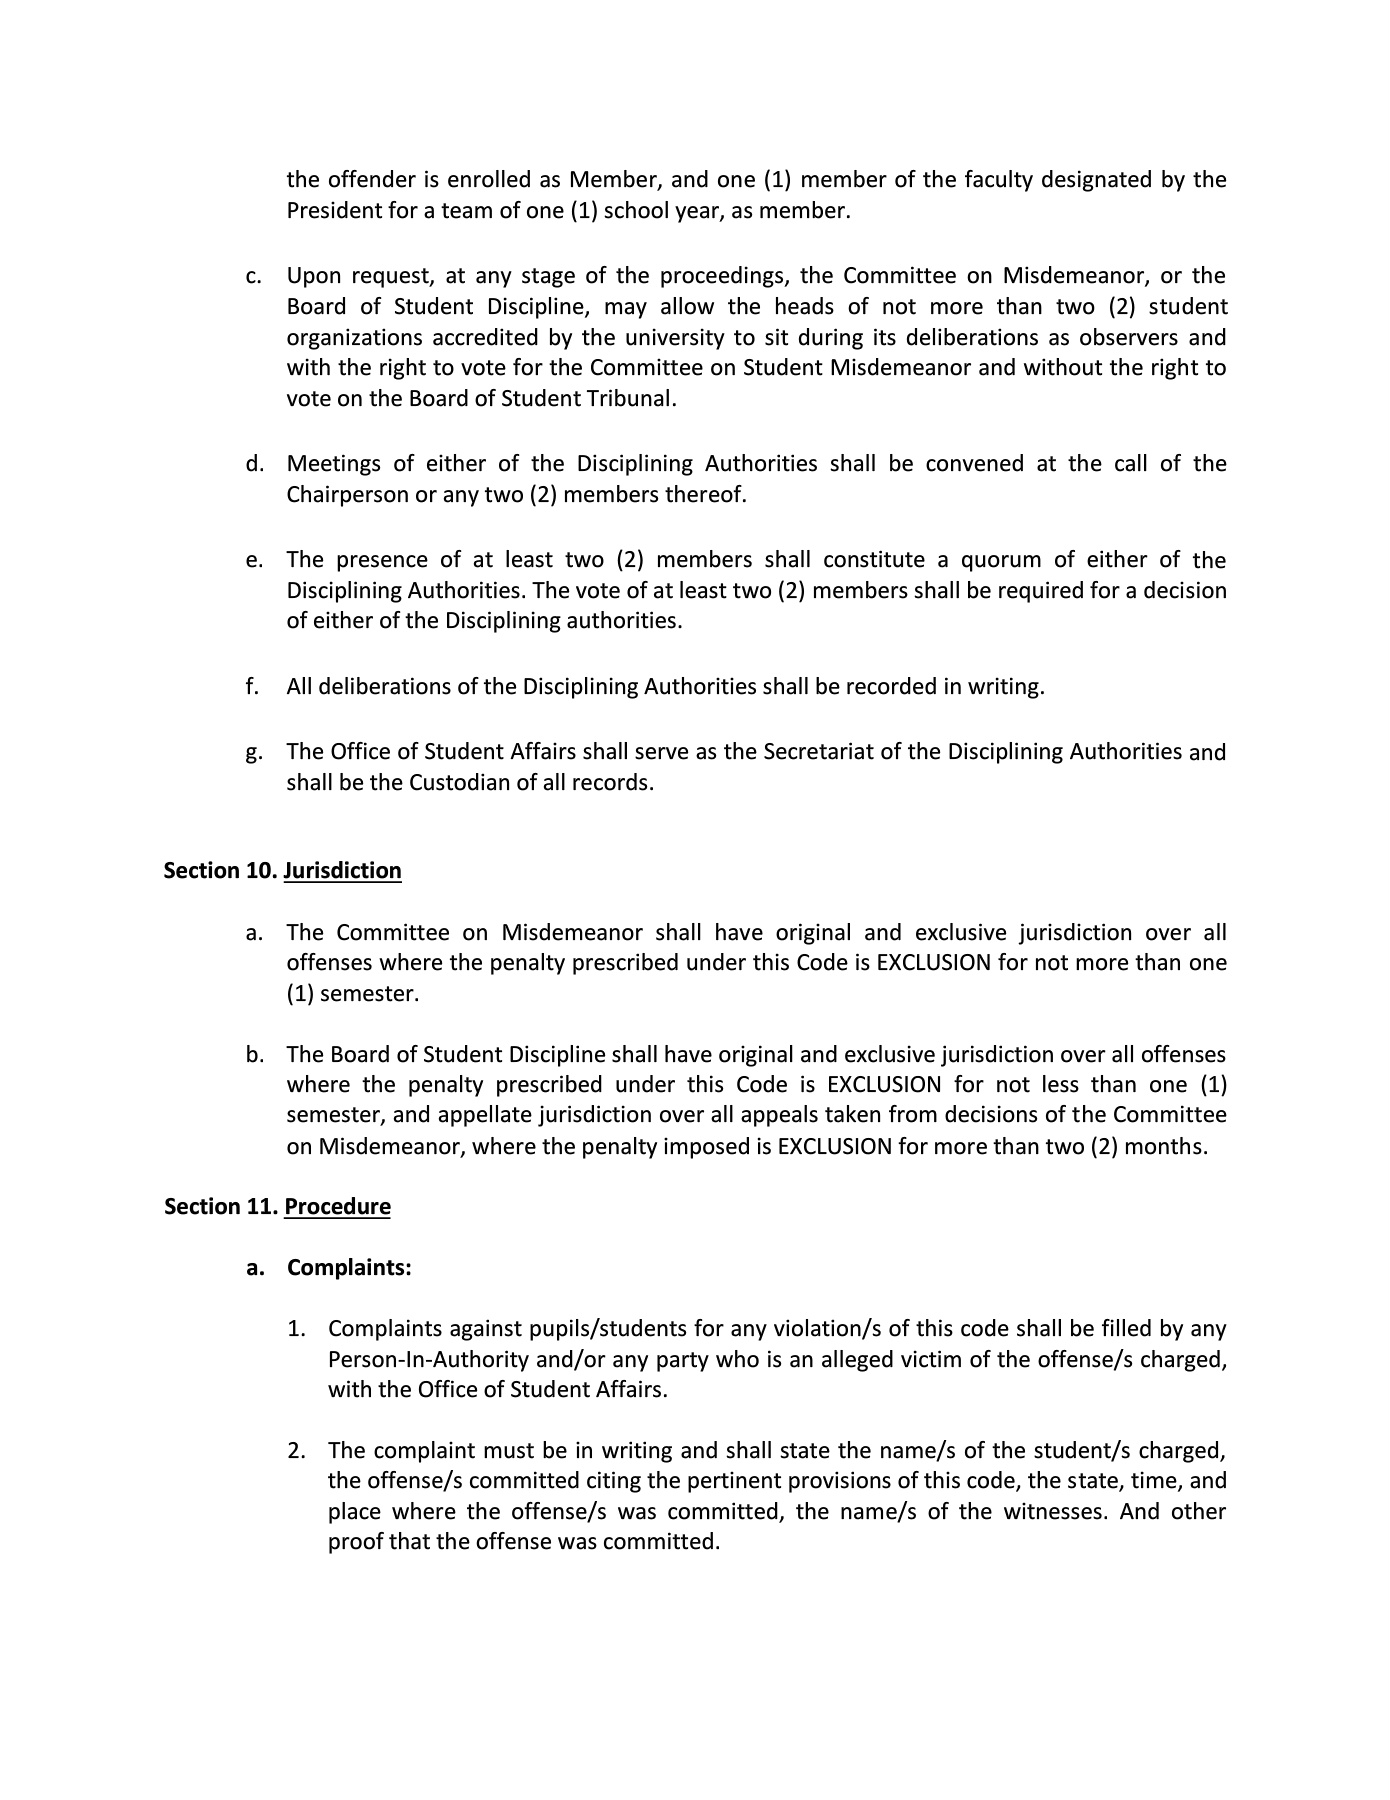 the offender is enrolled as Member, and one (1) member of the faculty designated by the
President for a team of one (1) school year, as member.
c. Upon request, at any stage of the proceedings, the Committee on Misdemeanor, or the
Board of Student Discipline, may allow the heads of not more than two (2) student
organizations accredited by the university to sit during its deliberations as observers and
with the right to vote for the Committee on Student Misdemeanor and without the right to
vote on the Board of Student Tribunal.
d. Meetings of either of the Disciplining Authorities shall be convened at the call of the
Chairperson or any two (2) members thereof.
e. The presence of at least two (2) members shall constitute a quorum of either of the
Disciplining Authorities. The vote of at least two (2) members shall be required for a decision
of either of the Disciplining authorities.
f. All deliberations of the Disciplining Authorities shall be recorded in writing.
g. The Office of Student Affairs shall serve as the Secretariat of the Disciplining Authorities and
shall be the Custodian of all records.
Section 10. Jurisdiction
a. The Committee on Misdemeanor shall have original and exclusive jurisdiction over all
offenses where the penalty prescribed under this Code is EXCLUSION for not more than one
(1) semester.
b. The Board of Student Discipline shall have original and exclusive jurisdiction over all offenses
where the penalty prescribed under this Code is EXCLUSION for not less than one (1)
semester, and appellate jurisdiction over all appeals taken from decisions of the Committee
on Misdemeanor, where the penalty imposed is EXCLUSION for more than two (2) months.
Section 11. Procedure
a. Complaints:
1. Complaints against pupils/students for any violation/s of this code shall be filled by any
Person-In-Authority and/or any party who is an alleged victim of the offense/s charged,
with the Office of Student Affairs.
2. The complaint must be in writing and shall state the name/s of the student/s charged,
the offense/s committed citing the pertinent provisions of this code, the state, time, and
place where the offense/s was committed, the name/s of the witnesses. And other
proof that the offense was committed.